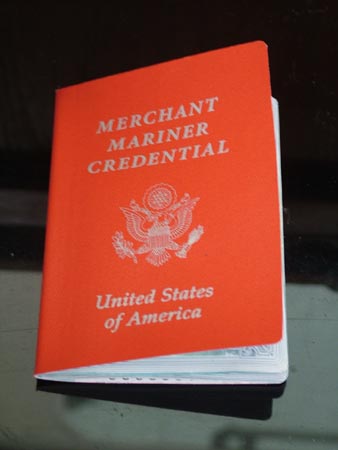 MERCHANT
MARINER
CREDENTIAL
United States
of America